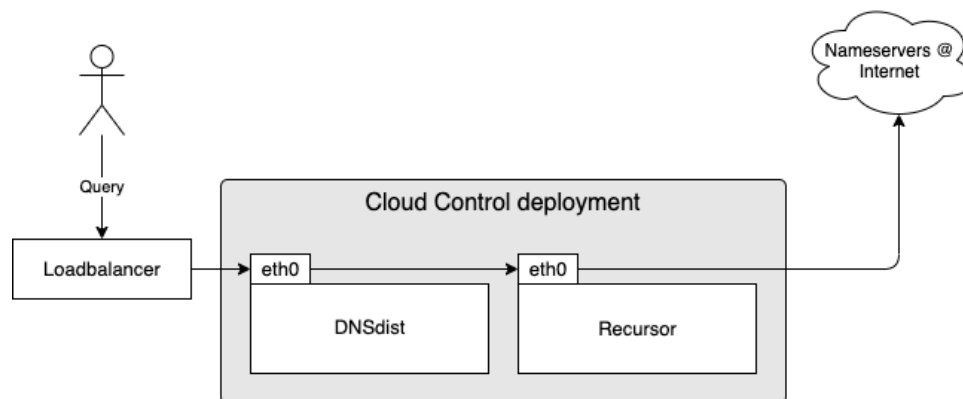 Nameservers @
Internet
Query
Cloud Control deployment
Loadbalancer
eth0
eth0
DNSdist
Recursor